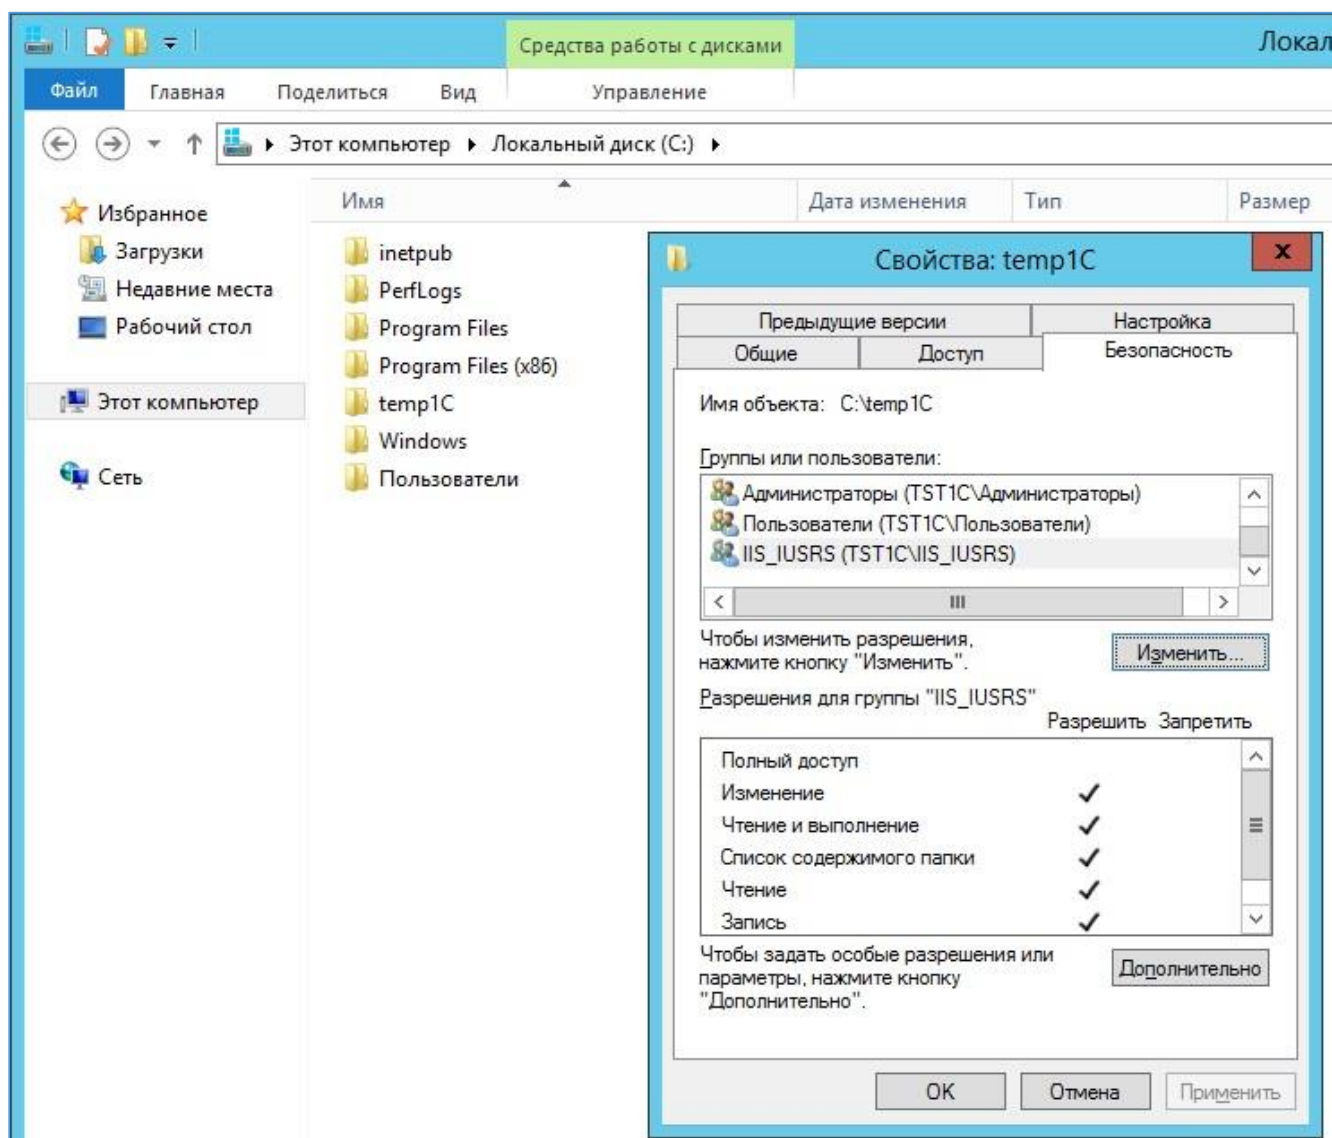 Средства работы с дисками
Локал
Файл Главная Поделиться Вид Управление
Этот компьютер Локальный диск (C:)
Имя Дата изменения Тип Размер
Избранное
Загрузки
Недавние места
Рабочий стол
Этот компьютер
Сеть
inetpub
PerfLogs
Program Files
Program Files (x86)
temp1C
Windows
Пользователи
Свойства: temp1C
x
Предыдущие версии Настройка
Общие Доступ Безопасность
Имя объекта: C:\temp1C
Группы или пользователи:
Администраторы (TST1C\Администраторы)
Пользователи (TST1C\Пользователи)
IIS_IUSRS (TST1C\IIS_IUSRS)
Чтобы изменить разрешения,
нажмите кнопку "Изменить".
Изменить...
Разрешения для группы "IIS_IUSRS"
Разрешить Запретить
Полный доступ
Изменение
Чтение и выполнение
Список содержимого папки
Чтение
Запись
Чтобы задать особые разрешения или
параметры, нажмите кнопку
"Дополнительно".
Дополнительно
OK Отмена Применить